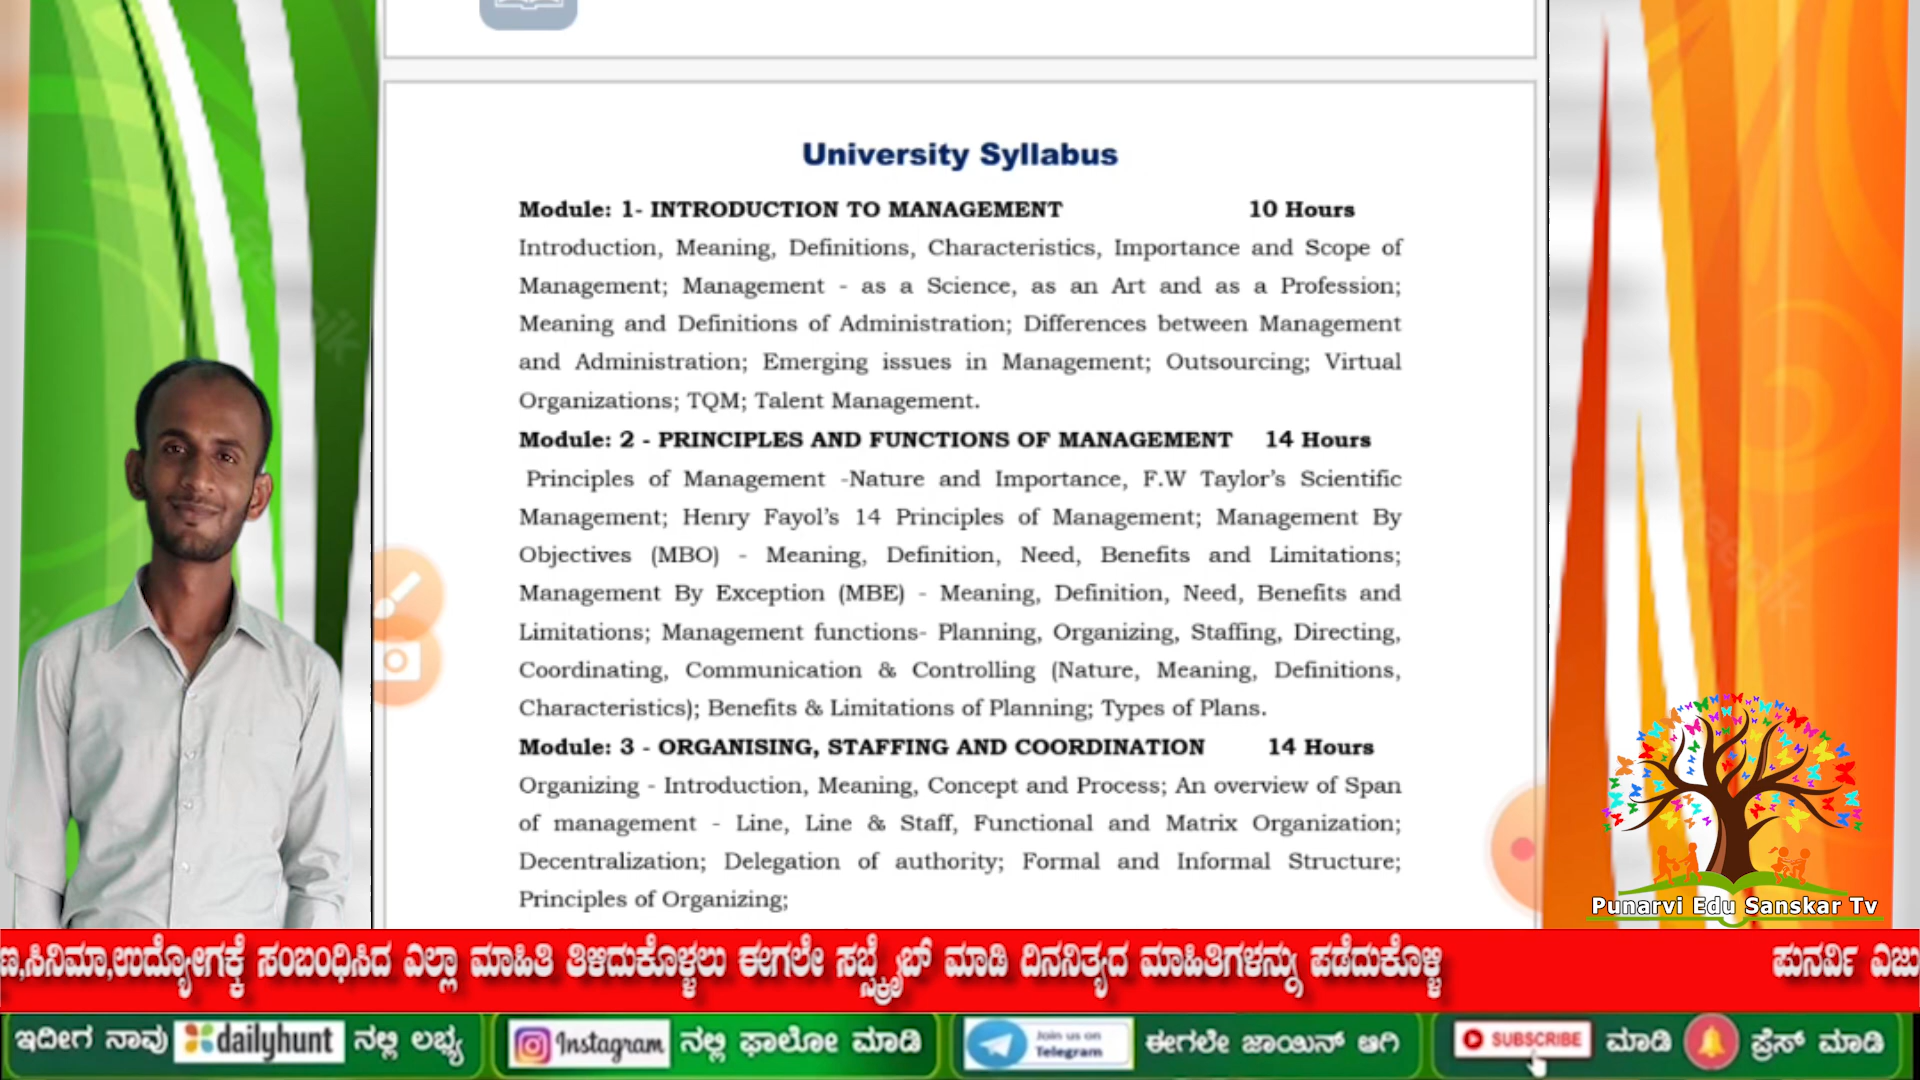 University Syllabus
Module: 1- INTRODUCTION TO MANAGEMENT 10 Hours
Introduction, Meaning, Definitions, Characteristics, Importance and Scope of
Management; Management - as a Science, as an Art and as a Profession;
Meaning and Definitions of Administration; Differences between Management
and Administration; Emerging issues in Management; Outsourcing; Virtual
Organizations; TQM; Talent Management.
Module: 2 - PRINCIPLES AND FUNCTIONS OF MANAGEMENT 14 Hours
Principles of Management -Nature and Importance, F.W Taylor's Scientific
Management; Henry Fayol's 14 Principles of Management; Management By
Objectives (MBO) - Meaning, Definition, Need, Benefits and Limitations;
Management By Exception (MBE) - Meaning, Definition, Need, Benefits and
Limitations; Management functions- Planning, Organizing, Staffing, Directing,
Coordinating, Communication & Controlling (Nature, Meaning, Definitions,
Characteristics); Benefits & Limitations of Planning; Types of Plans.
Module: 3 - ORGANISING, STAFFING AND COORDINATION 14 Hours
Organizing - Introduction, Meaning, Concept and Process; An overview of Span
of management - Line, Line & Staff, Functional and Matrix Organization;
Decentralization; Delegation of authority; Formal and Informal Structure;
Principles of Organizing;
Punarvi Edu Sanskar Tv
ಣ,ಸಿನಿಮಾ,ಉದ್ಯೋಗಕ್ಕೆ ಸಂಬಂಧಿಸಿದ ಎಲ್ಲಾ ಮಾಹಿತಿ ತಿಳಿದುಕೊಳ್ಳಲು ಈಗಲೇ ಸಬ್ಸ್ಕ್ರೈಬ್ ಮಾಡಿ ದಿನನಿತ್ಯದ ಮಾಹಿತಿಗಳನ್ನು ಪಡೆದುಕೊಳ್ಳಿ ಪುನರ್ವಿ ಎಜು
ಇದೀಗ ನಾವು dailyhunt ನಲ್ಲಿ ಲಭ್ಯ Instagram ನಲ್ಲಿ ಫಾಲೋ ಮಾಡಿ Join us on Telegram ಈಗಲೇ ಜಾಯಿನ್ ಆಗಿ SUBSCRIBE ಮಾಡಿ ಪ್ರೆಸ್ ಮಾಡಿ